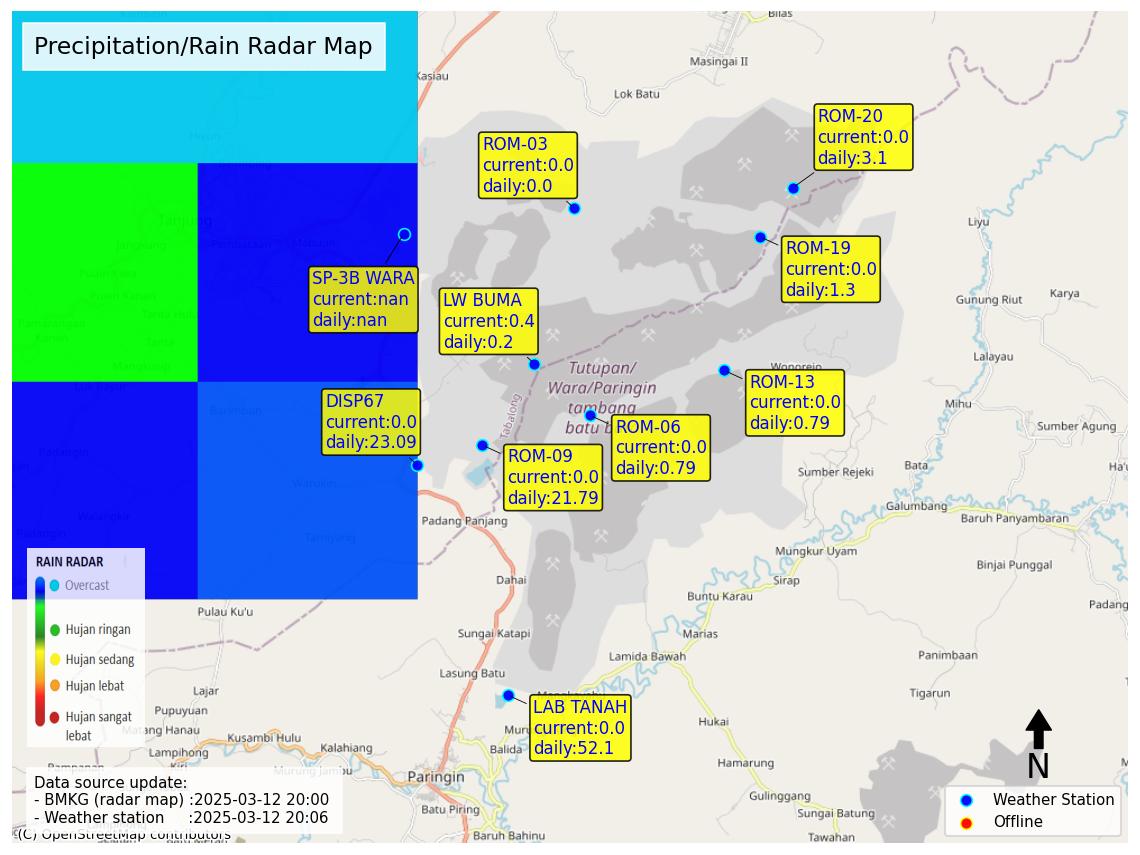 Precipitation/Rain Radar Map
Bilas
Masingai II
Kasiau
Lok Batu
ROM-20
current:0.0
daily:3.1
ROM-03
current:0.0
daily:0.0
Tanjung
Liyu
ROM-19
current:0.0
daily:1.3
SP-3B WARA
current:nan
daily:nan
LW BUMA
current:0.4
daily:0.2
Gunung Riut
Karya
Lalayau
Tutupan/
Wara/Paringin
tambang
batu
Wonorejo
ROM-13
current:0.0
daily:0.79
Mihu
DISP67
current:0.0
daily:23.09
Tabalong
ROM-06
current:0.0
daily:0.79
Sumber Agung
ROM-09
current:0.0
daily:21.79
Sumber Rejeki
Bata
Galumbang
Baruh Panyambaran
Padang Panjang
Mungkur Uyam
Binjai Punggal
Dahai
Sirap
Buntu Karau
Padang
Pulau Ku'u
RAIN RADAR
Overcast
Hujan ringan
Hujan sedang
Hujan lebat
Hujan sangat
lebat
Sungai Katapi
Marias
Lamida Bawah
Panimbaan
Lasung Batu
Tigarun
Lajar
Pupuyuan
Matang Hanau
LAB TANAH
current:0.0
daily:52.1
Hukai
Kusambi Hulu
Kalahiang
Lampihong
Balida
Murung Jambu
Paringin
Hamarung
N
Data source update:
- BMKG (radar map) :2025-03-12 20:00
- Weather station :2025-03-12 20:06
Batu Piring
Gulinggang
Sungai Batung
Weather Station
Offline
(C) OpenStreetMap contributors
Baruh Bahinu
Tawahan